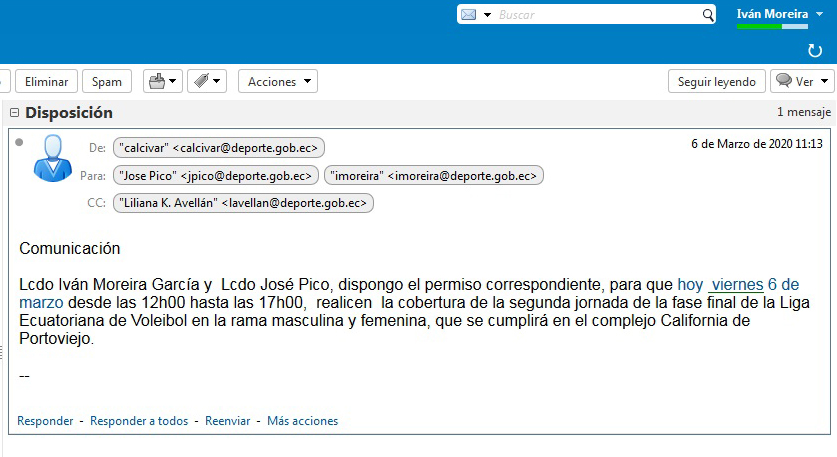 Buscar
Iván Moreira
Eliminar Spam Acciones Seguir leyendo Ver
Disposición 1 mensaje
De: "calcivar" <calcivar@deporte.gob.ec> 6 de Marzo de 2020 11:13
Para: "Jose Pico" <jpico@deporte.gob.ec> "imoreira" <imoreira@deporte.gob.ec>
CC: "Liliana K. Avellán" <lavellan@deporte.gob.ec>
Comunicación
Lcdo Iván Moreira García y Lcdo José Pico, dispongo el permiso correspondiente, para que hoy viernes 6 de
marzo desde las 12h00 hasta las 17h00, realicen la cobertura de la segunda jornada de la fase final de la Liga
Ecuatoriana de Voleibol en la rama masculina y femenina, que se cumplirá en el complejo California de
Portoviejo.
--
Responder - Responder a todos - Reenviar - Más acciones